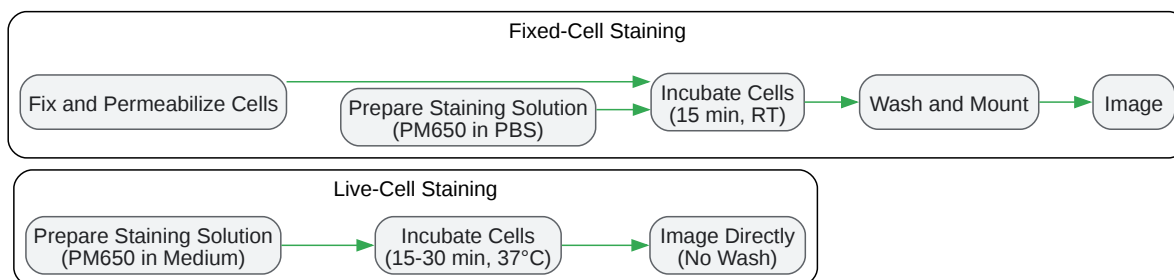 Fixed-Cell Staining
Fix and Permeabilize Cells
Prepare Staining Solution
(PM650 in PBS)
Incubate Cells
(15 min, RT)
Wash and Mount
Image
Live-Cell Staining
Prepare Staining Solution
(PM650 in Medium)
Incubate Cells
(15-30 min, 37°C)
Image Directly
(No Wash)